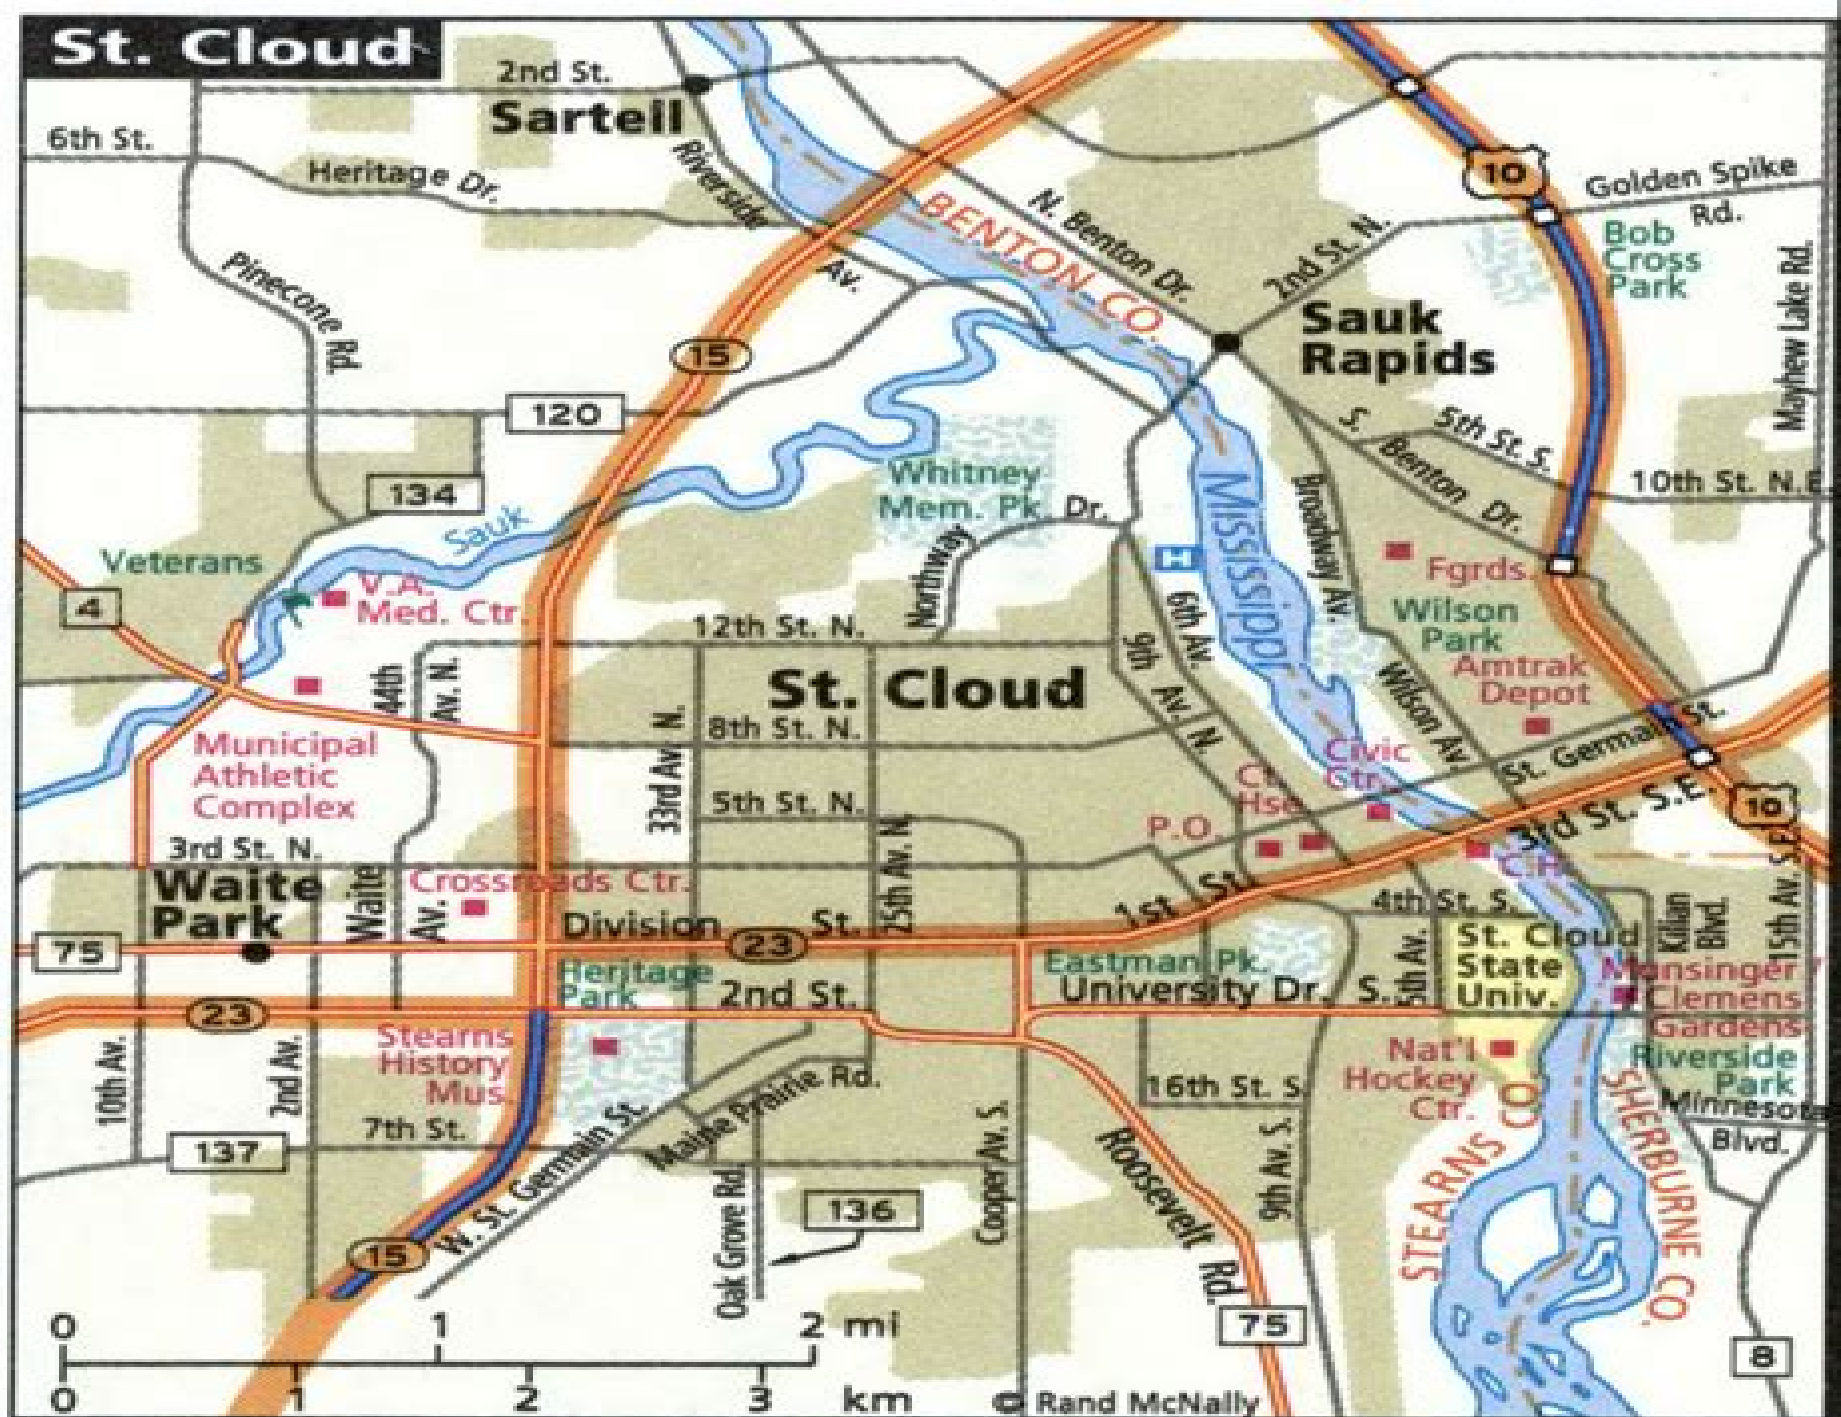 St. Cloud
2nd St.
Sartell
6th St.
Heritage Dr.
Riverside
Av.
10
Golden Spike
Rd.
N. Benton Dr.
BENTON CO.
2nd St. N.
Bob
Cross
Park
Mayhew Lake Rd.
Pinecone Rd.
15
Sauk
Rapids
120
S.
Benton Dr.
5th St. S.
10th St. N.E.
134
Whitney
Mem. Pk.
Northway
Dr.
Sauk
Mississippi
Broadway Av.
Veterans
V.A.
Med. Ctr.
4
H
Fgrds.
Wilson
Park
Amtrak
Depot
12th St. N.
6th Av.
9th Av. N.
44th
Av. N.
St. Cloud
Wilson Av.
33rd Av. N.
8th St. N.
St. Germain St.
Municipal
Athletic
Complex
Civic
Ctr.
Ct.
Hse.
5th St. N.
P.O.
3rd St. S.E.
10
3rd St. N.
25th Av. N.
C.H.
15th Av. S.E.
Waite
Park
Waite
Av.
Crossroads Ctr.
1st St.
4th St. S.
Kilian
Blvd.
75
Division
23
St.
Eastman Pk.
5th Av.
S.
St. Cloud
State
Univ.
Munsinger /
Clemens
Gardens
Heritage
Park
2nd St.
University Dr.
23
Stearns
History
Mus.
Nat'l
Hockey
Ctr.
Riverside
Park
Minnesota
Blvd.
10th Av.
2nd Av.
Maine Prairie Rd.
16th St. S.
7th St.
137
W. St. Germain St.
Oak Grove Rd.
136
Cooper Av. S.
Roosevelt Rd.
9th Av. S.
STEARNS CO.
SHERBURNE CO.
15
75
8
0 1 2 mi
0 1 2 3 km
© Rand McNally